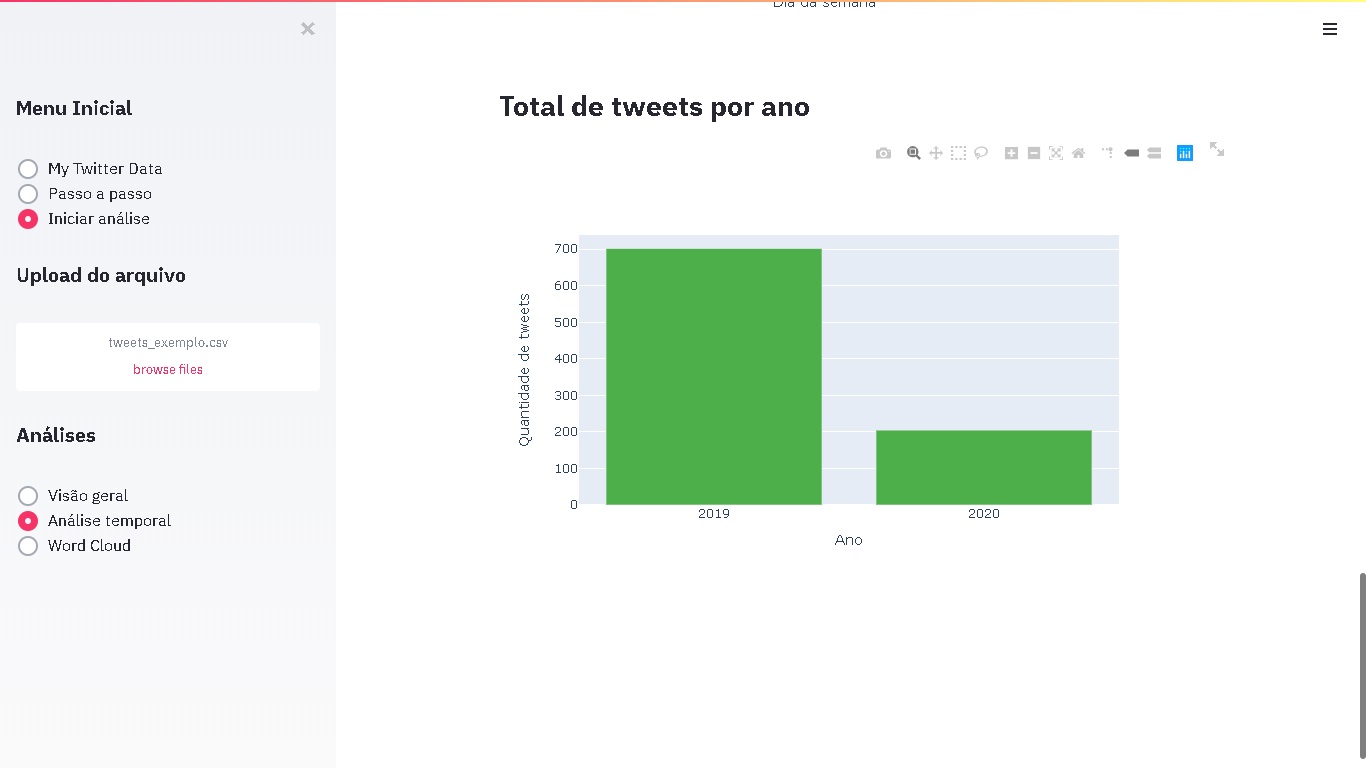 Dia da semana
Menu Inicial
My Twitter Data
Passo a passo
Iniciar análise
Upload do arquivo
tweets_exemplo.csv
browse files
Análises
Visão geral
Análise temporal
Word Cloud
Total de tweets por ano
Quantidade de tweets
700
600
500
400
300
200
100
0
2019
2020
Ano